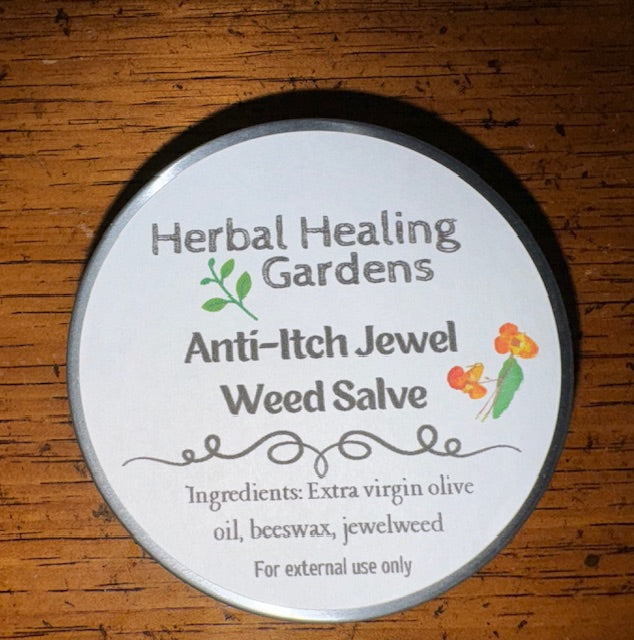 Herbal Healing
Gardens
Anti-Itch Jewel
Weed Salve
Ingredients: Extra virgin olive
oil, beeswax, jewelweed
For external use only